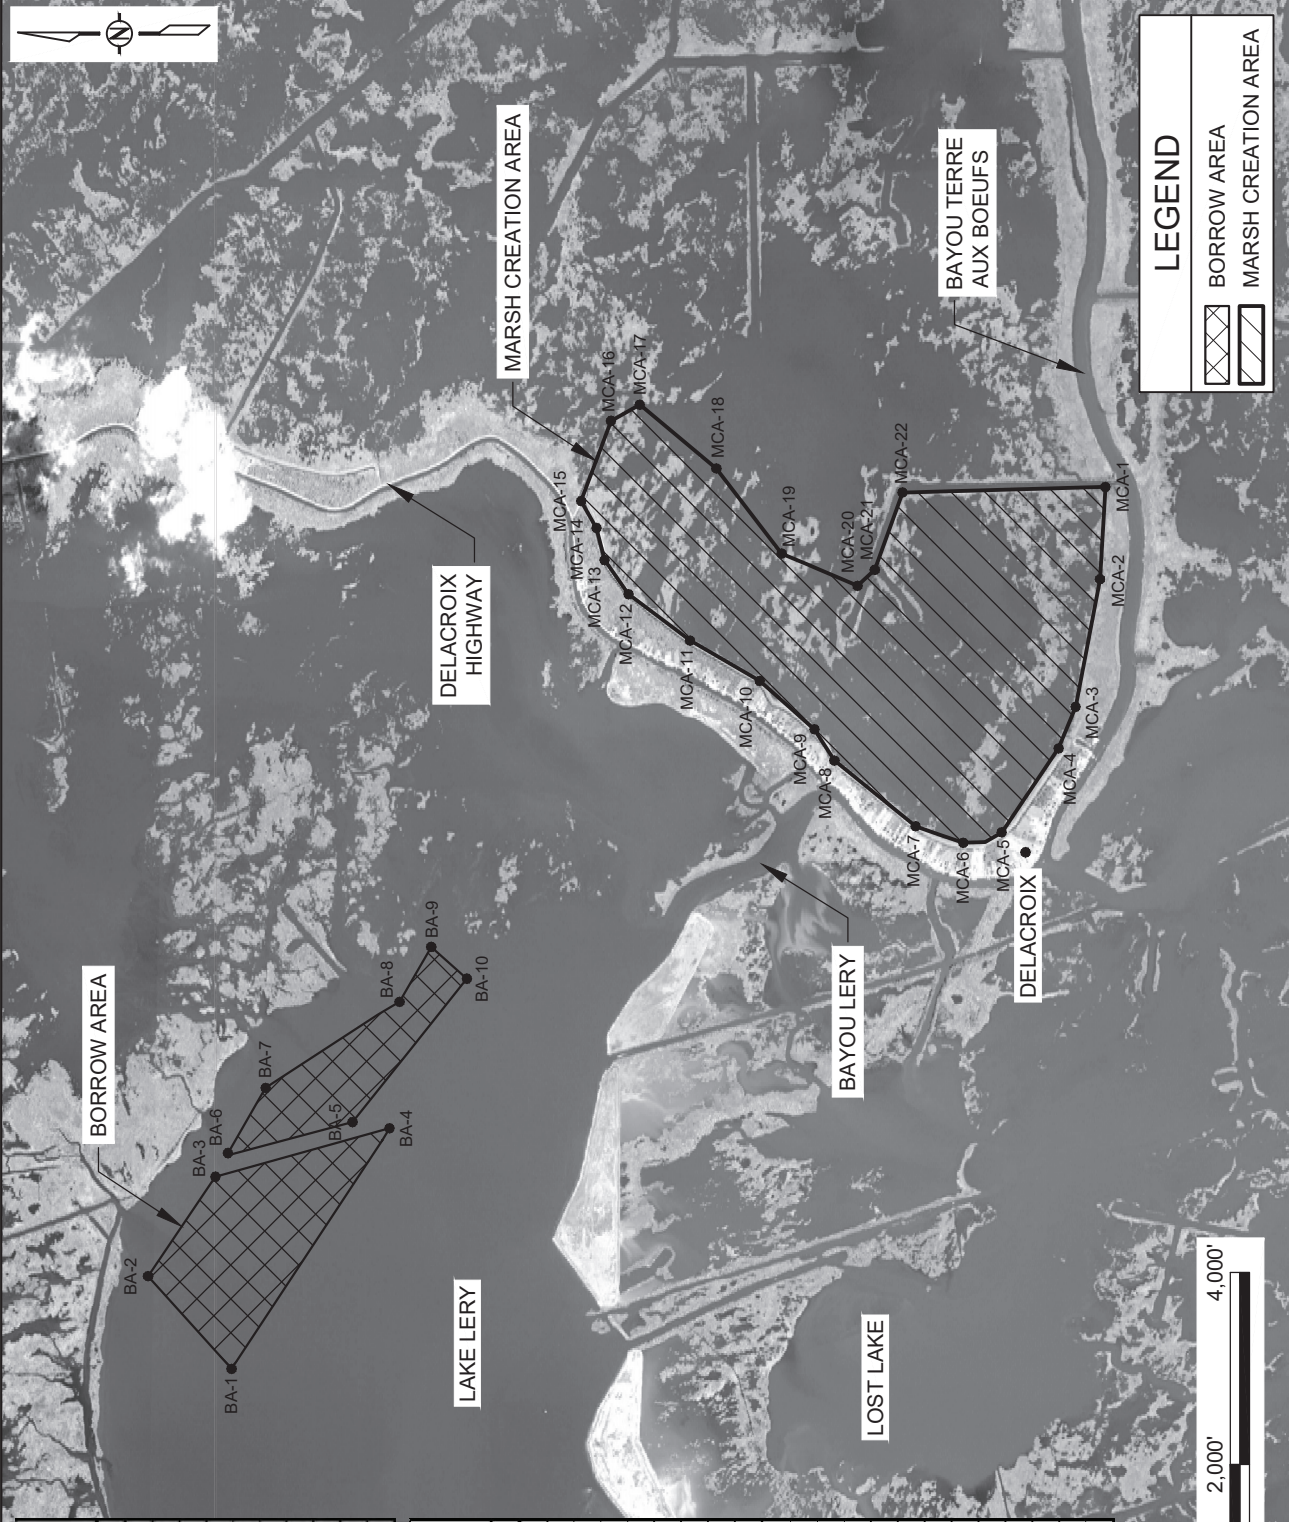 N
BORROW AREA
BA-1
BA-2
BA-3
BA-4
BA-5
BA-6
BA-7
BA-8
BA-9
BA-10
LAKE LERY
LOST LAKE
BAYOU LERY
DELACROIX
DELACROIX
HIGHWAY
MARSH CREATION AREA
BAYOU TERRE
AUX BOEUFS
MCA-1
MCA-2
MCA-3
MCA-4
MCA-5
MCA-6
MCA-7
MCA-8
MCA-9
MCA-10
MCA-11
MCA-12
MCA-13
MCA-14
MCA-15
MCA-16
MCA-17
MCA-18
MCA-19
MCA-20
MCA-21
MCA-22
2,000' 4,000'
LEGEND
BORROW AREA
MARSH CREATION AREA